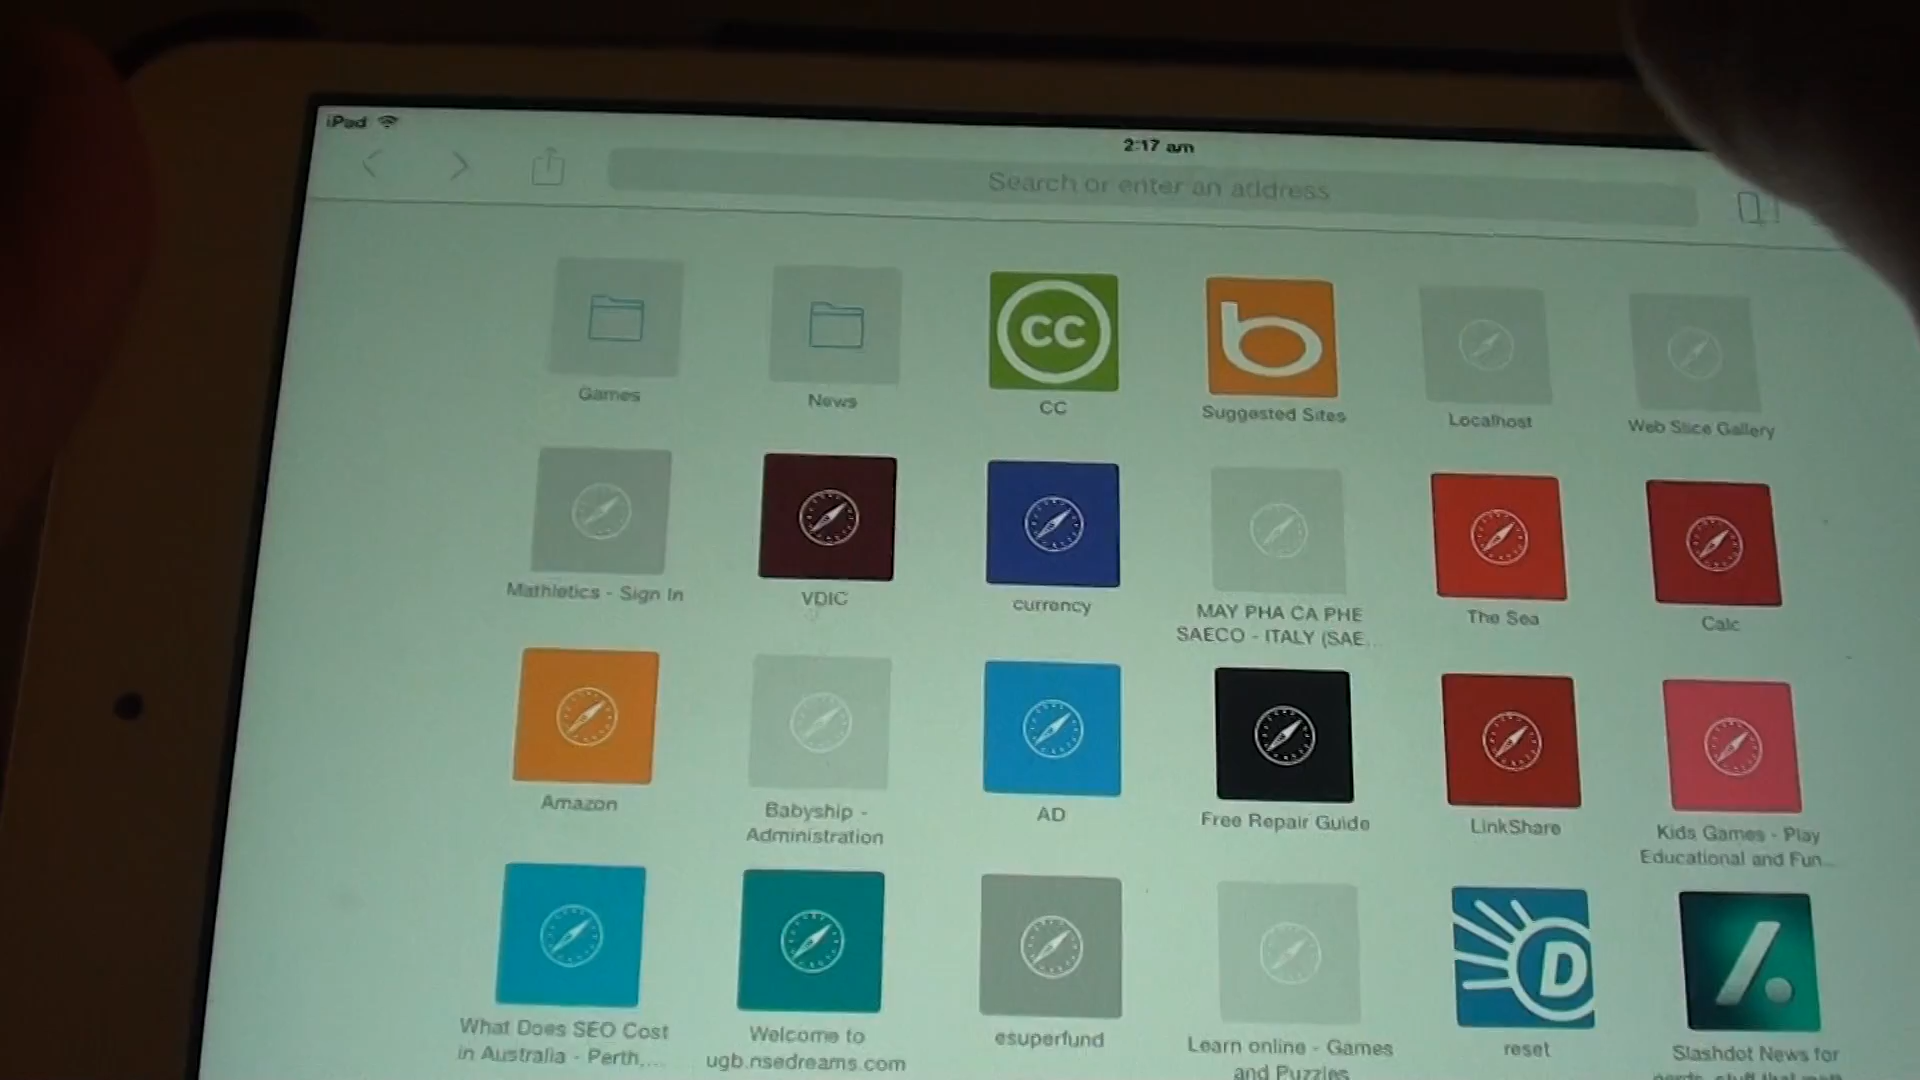 iPad
2:17 am
Search or enter an address
Games
News
CC
CC
Suggested Sites
Localhost
Web Slice Gallery
Mathletics - Sign In
VDIC
currency
MAY PHA CA PHE
SAECO - ITALY (SAE...
The Sea
Calc
Amazon
Babyship -
Administration
AD
Free Repair Guide
LinkShare
Kids Games - Play
Educational and Fun...
What Does SEO Cost
in Australia - Perth,...
Welcome to
ugb.nsedreams.com
esuperfund
Learn online - Games
and Puzzles
D
reset
Slashdot News for